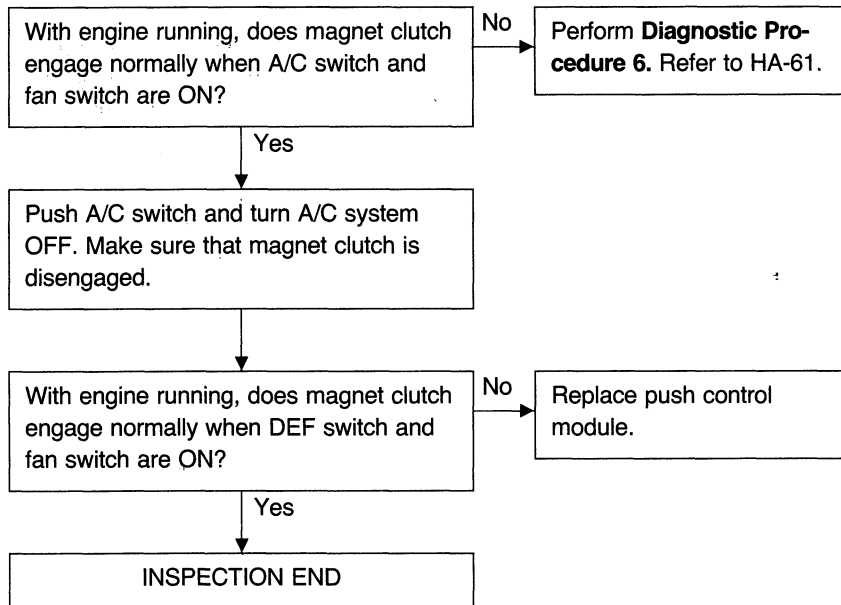 With engine running, does magnet clutch
engage normally when A/C switch and
fan switch are ON?
No
Perform Diagnostic Pro-
cedure 6. Refer to HA-61.
Yes
Push A/C switch and turn A/C system
OFF. Make sure that magnet clutch is
disengaged.
With engine running, does magnet clutch
engage normally when DEF switch and
fan switch are ON?
No
Replace push control
module.
Yes
INSPECTION END